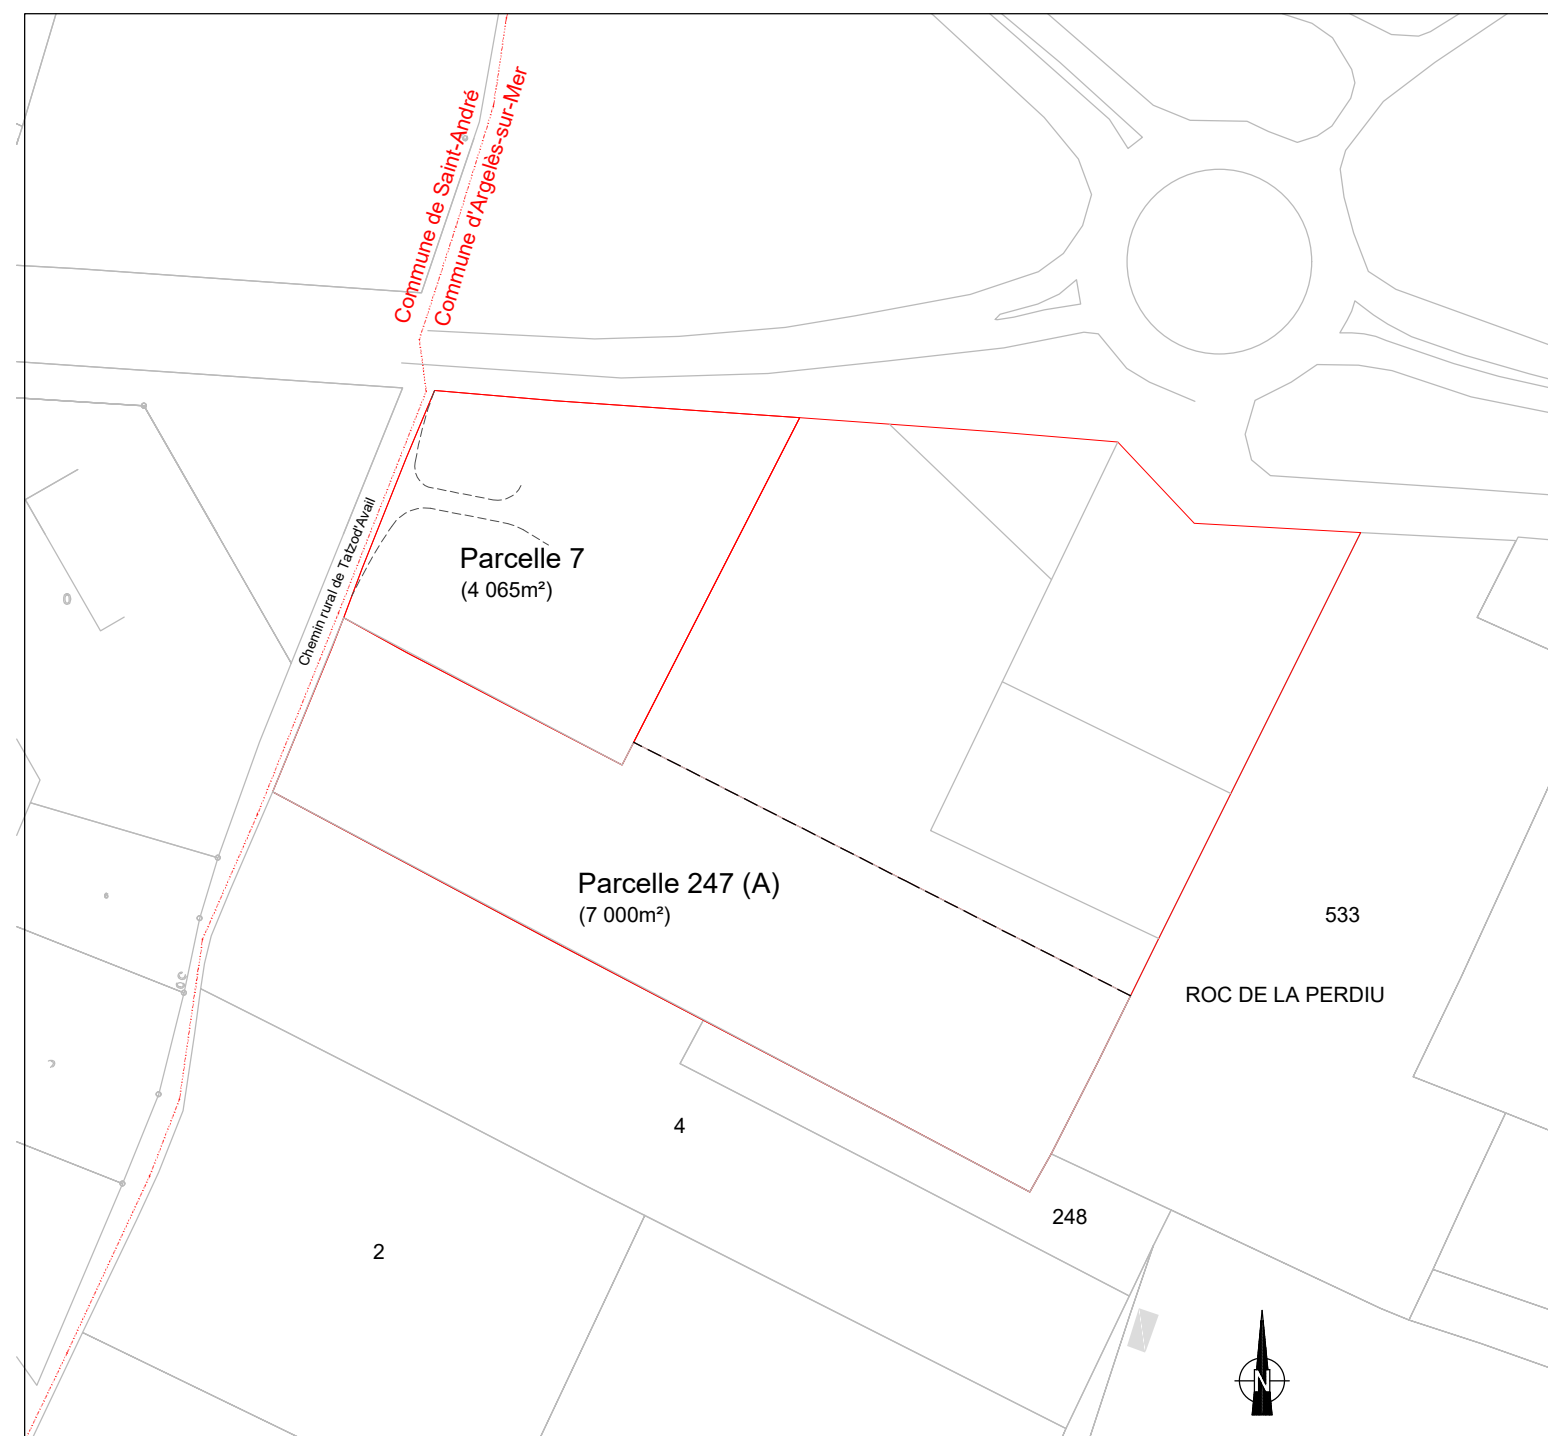 Commune de Saint-André
Commune d'Argelès-sur-Mer
Chemin rural de Tatzod'Avail
Parcelle 7
(4 065m²)
Parcelle 247 (A)
(7 000m²)
533
ROC DE LA PERDIU
4
248
2
N